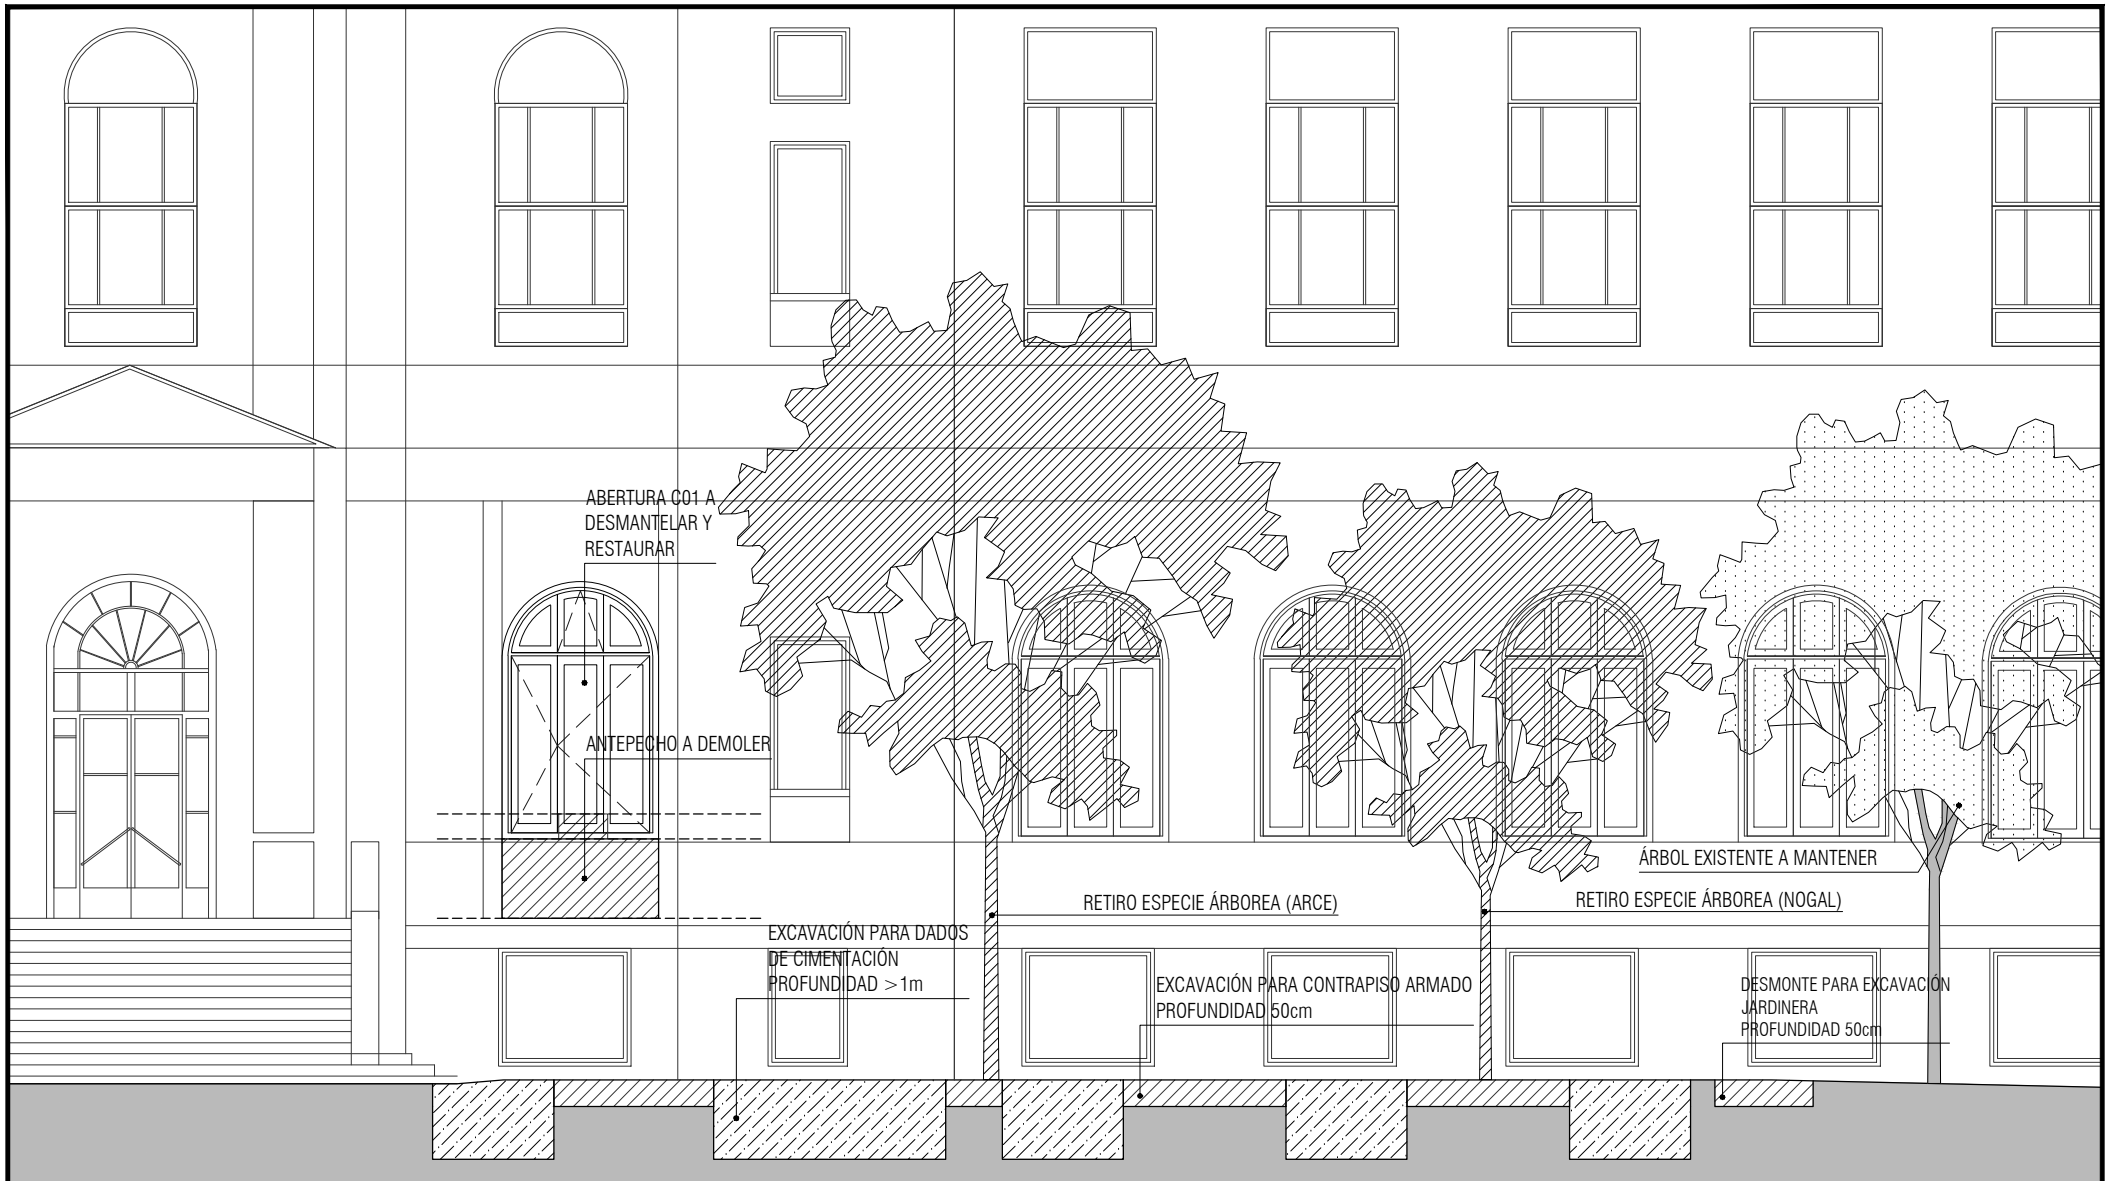 ABERTURA C01 A
DESMANTELAR Y
RESTAURAR
ANTEPECHO A DEMOLER
ÁRBOL EXISTENTE A MANTENER
RETIRO ESPECIE ÁRBOREA (ARCE)
RETIRO ESPECIE ÁRBOREA (NOGAL)
EXCAVACIÓN PARA DADOS
DE CIMENTACIÓN
PROFUNDIDAD >1m
EXCAVACIÓN PARA CONTRAPISO ARMADO
PROFUNDIDAD 50cm
DESMONTE PARA EXCAVACIÓN
JARDINERA
PROFUNDIDAD 50cm